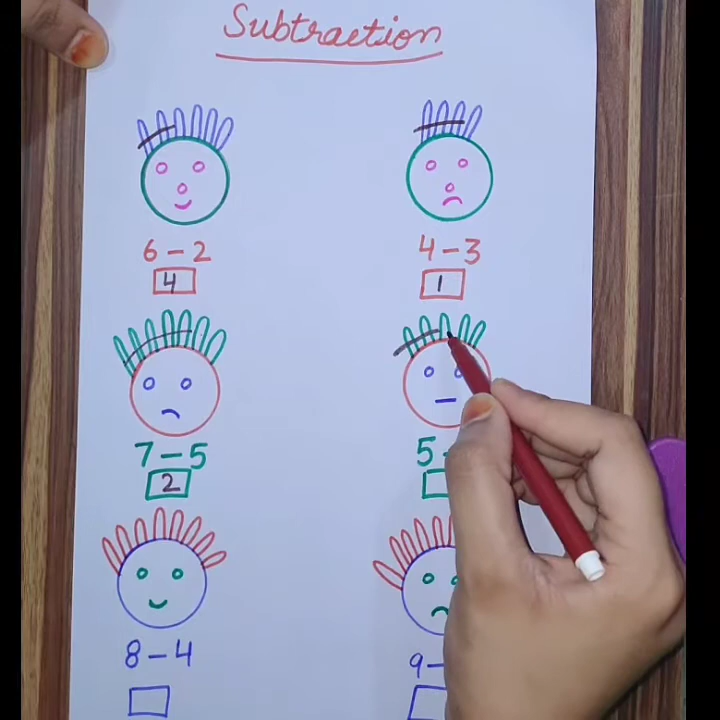 Subtraction
6 - 2
4
4 - 3
1
7 - 5
2
5 -
8 - 4
9 -